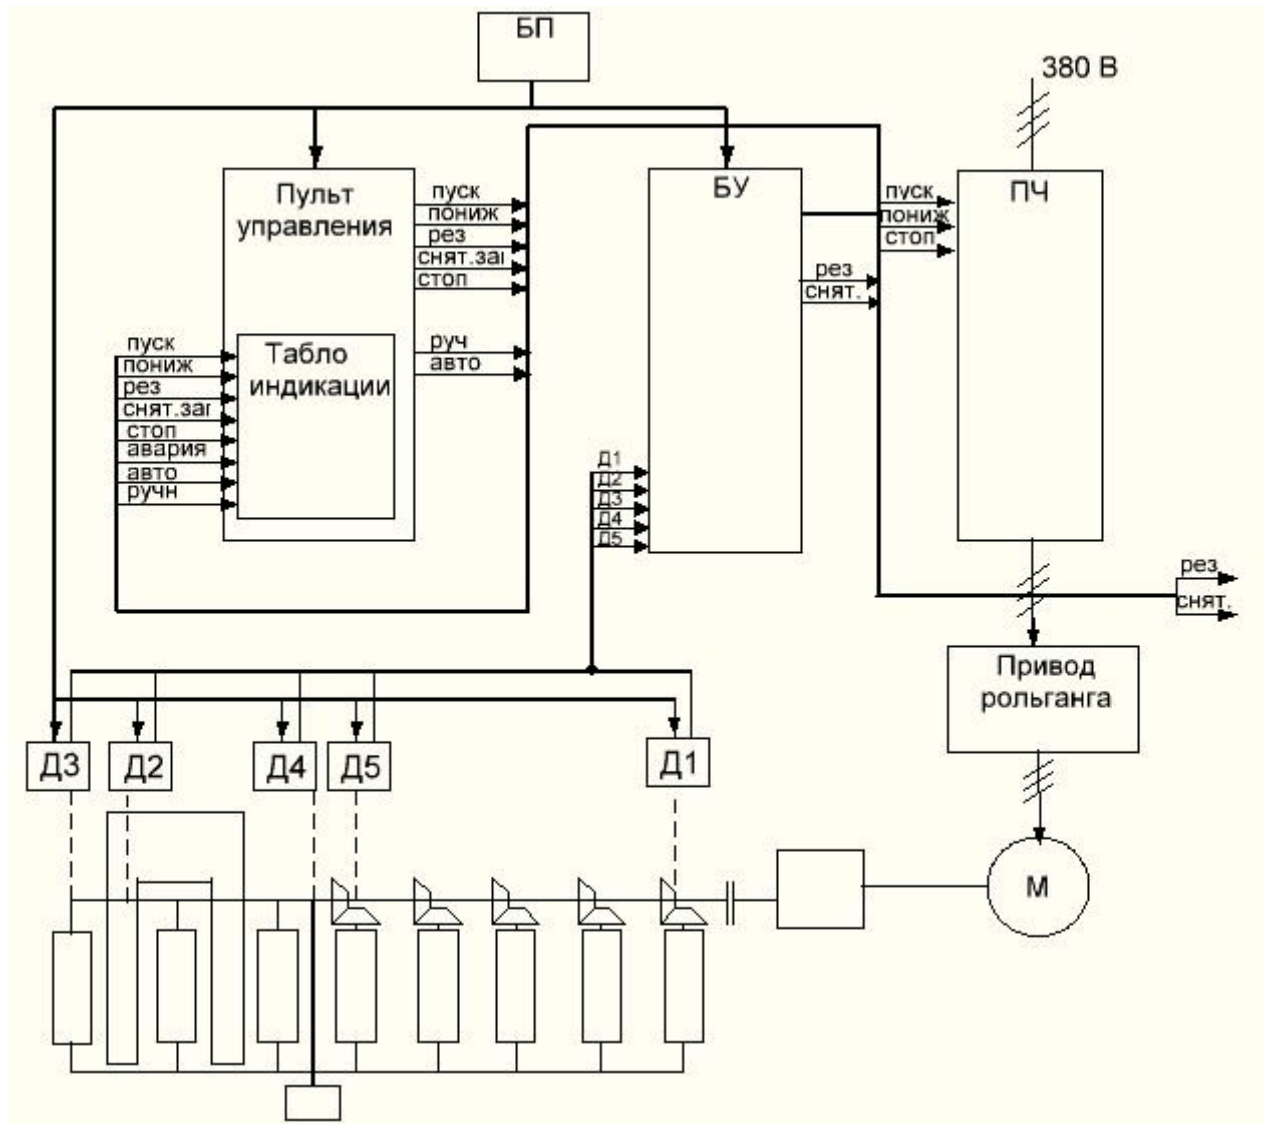 БП
380 В
Пульт
управления
пуск
пониж
рез
снят.заг
стоп
руч
авто
Табло
индикации
пуск
пониж
рез
снят.заг
стоп
авария
авто
ручн
БУ
рез
снят.
Д1
Д2
Д3
Д4
Д5
пуск
пониж
стоп
ПЧ
рез
снят.
Привод
рольганга
Д3
Д2
Д4
Д5
Д1
М